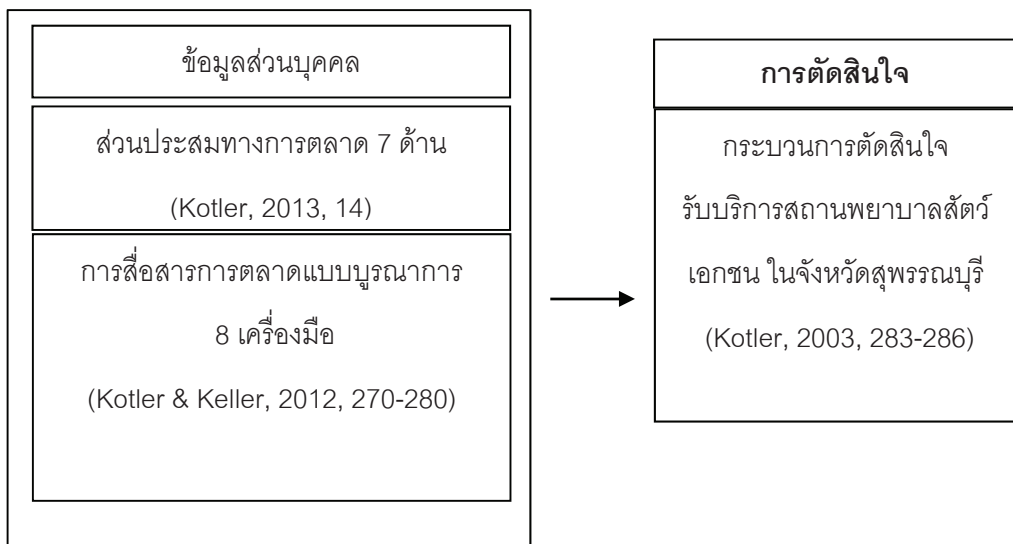 ข้อมูลส่วนบุคคล
ส่วนประสมทางการตลาด 7 ด้าน
(Kotler, 2013, 14)
การสื่อสารการตลาดแบบบูรณาการ
8 เครื่องมือ
(Kotler & Keller, 2012, 270-280)
การตัดสินใจ
กระบวนการตัดสินใจ
รับบริการสถานพยาบาลสัตว์
เอกชน ในจังหวัดสุพรรณบุรี
(Kotler, 2003, 283-286)